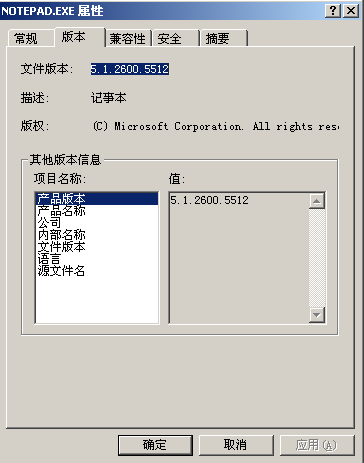 NOTEPAD.EXE 属性
常规 版本 兼容性 安全 摘要
文件版本: 5.1.2600.5512
描述: 记事本
版权: (C) Microsoft Corporation. All rights rese
其他版本信息
项目名称: 值:
产品版本 5.1.2600.5512
产品名称
公司
内部名称
文件版本
语言
源文件名
确定 取消 应用(A)